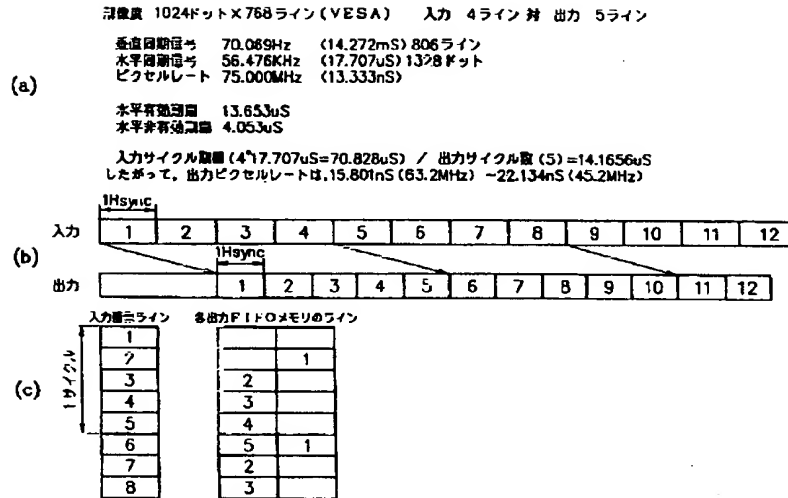 解像度 1024ドット×768ライン(VESA) 入力 4ライン 対 出力 5ライン
垂直同期信号 70.069Hz (14.272mS) 806ライン
水平同期信号 56.476KHz (17.707uS) 1328ドット
ピクセルレート 75.000MHz (13.333nS)
(a)
水平有効期間 13.653uS
水平非有効期間 4.053uS
入力サイクル期間(4*17.707uS=70.828uS) / 出力サイクル数(5)=14.1656uS
したがって、出力ピクセルレートは、15.801nS(63.2MHz) ~22.134nS(45.2MHz)
1Hsync
入力 1 2 3 4 5 6 7 8 9 10 11 12
(b)
1Hsync
出力 1 2 3 4 5 6 7 8 9 10 11 12
入力表示ライン 各出力FIFOメモリのライン
(c)
1サイクル
1
2 1
3 2
4 3
5 4
6 5 1
7 2
8 3